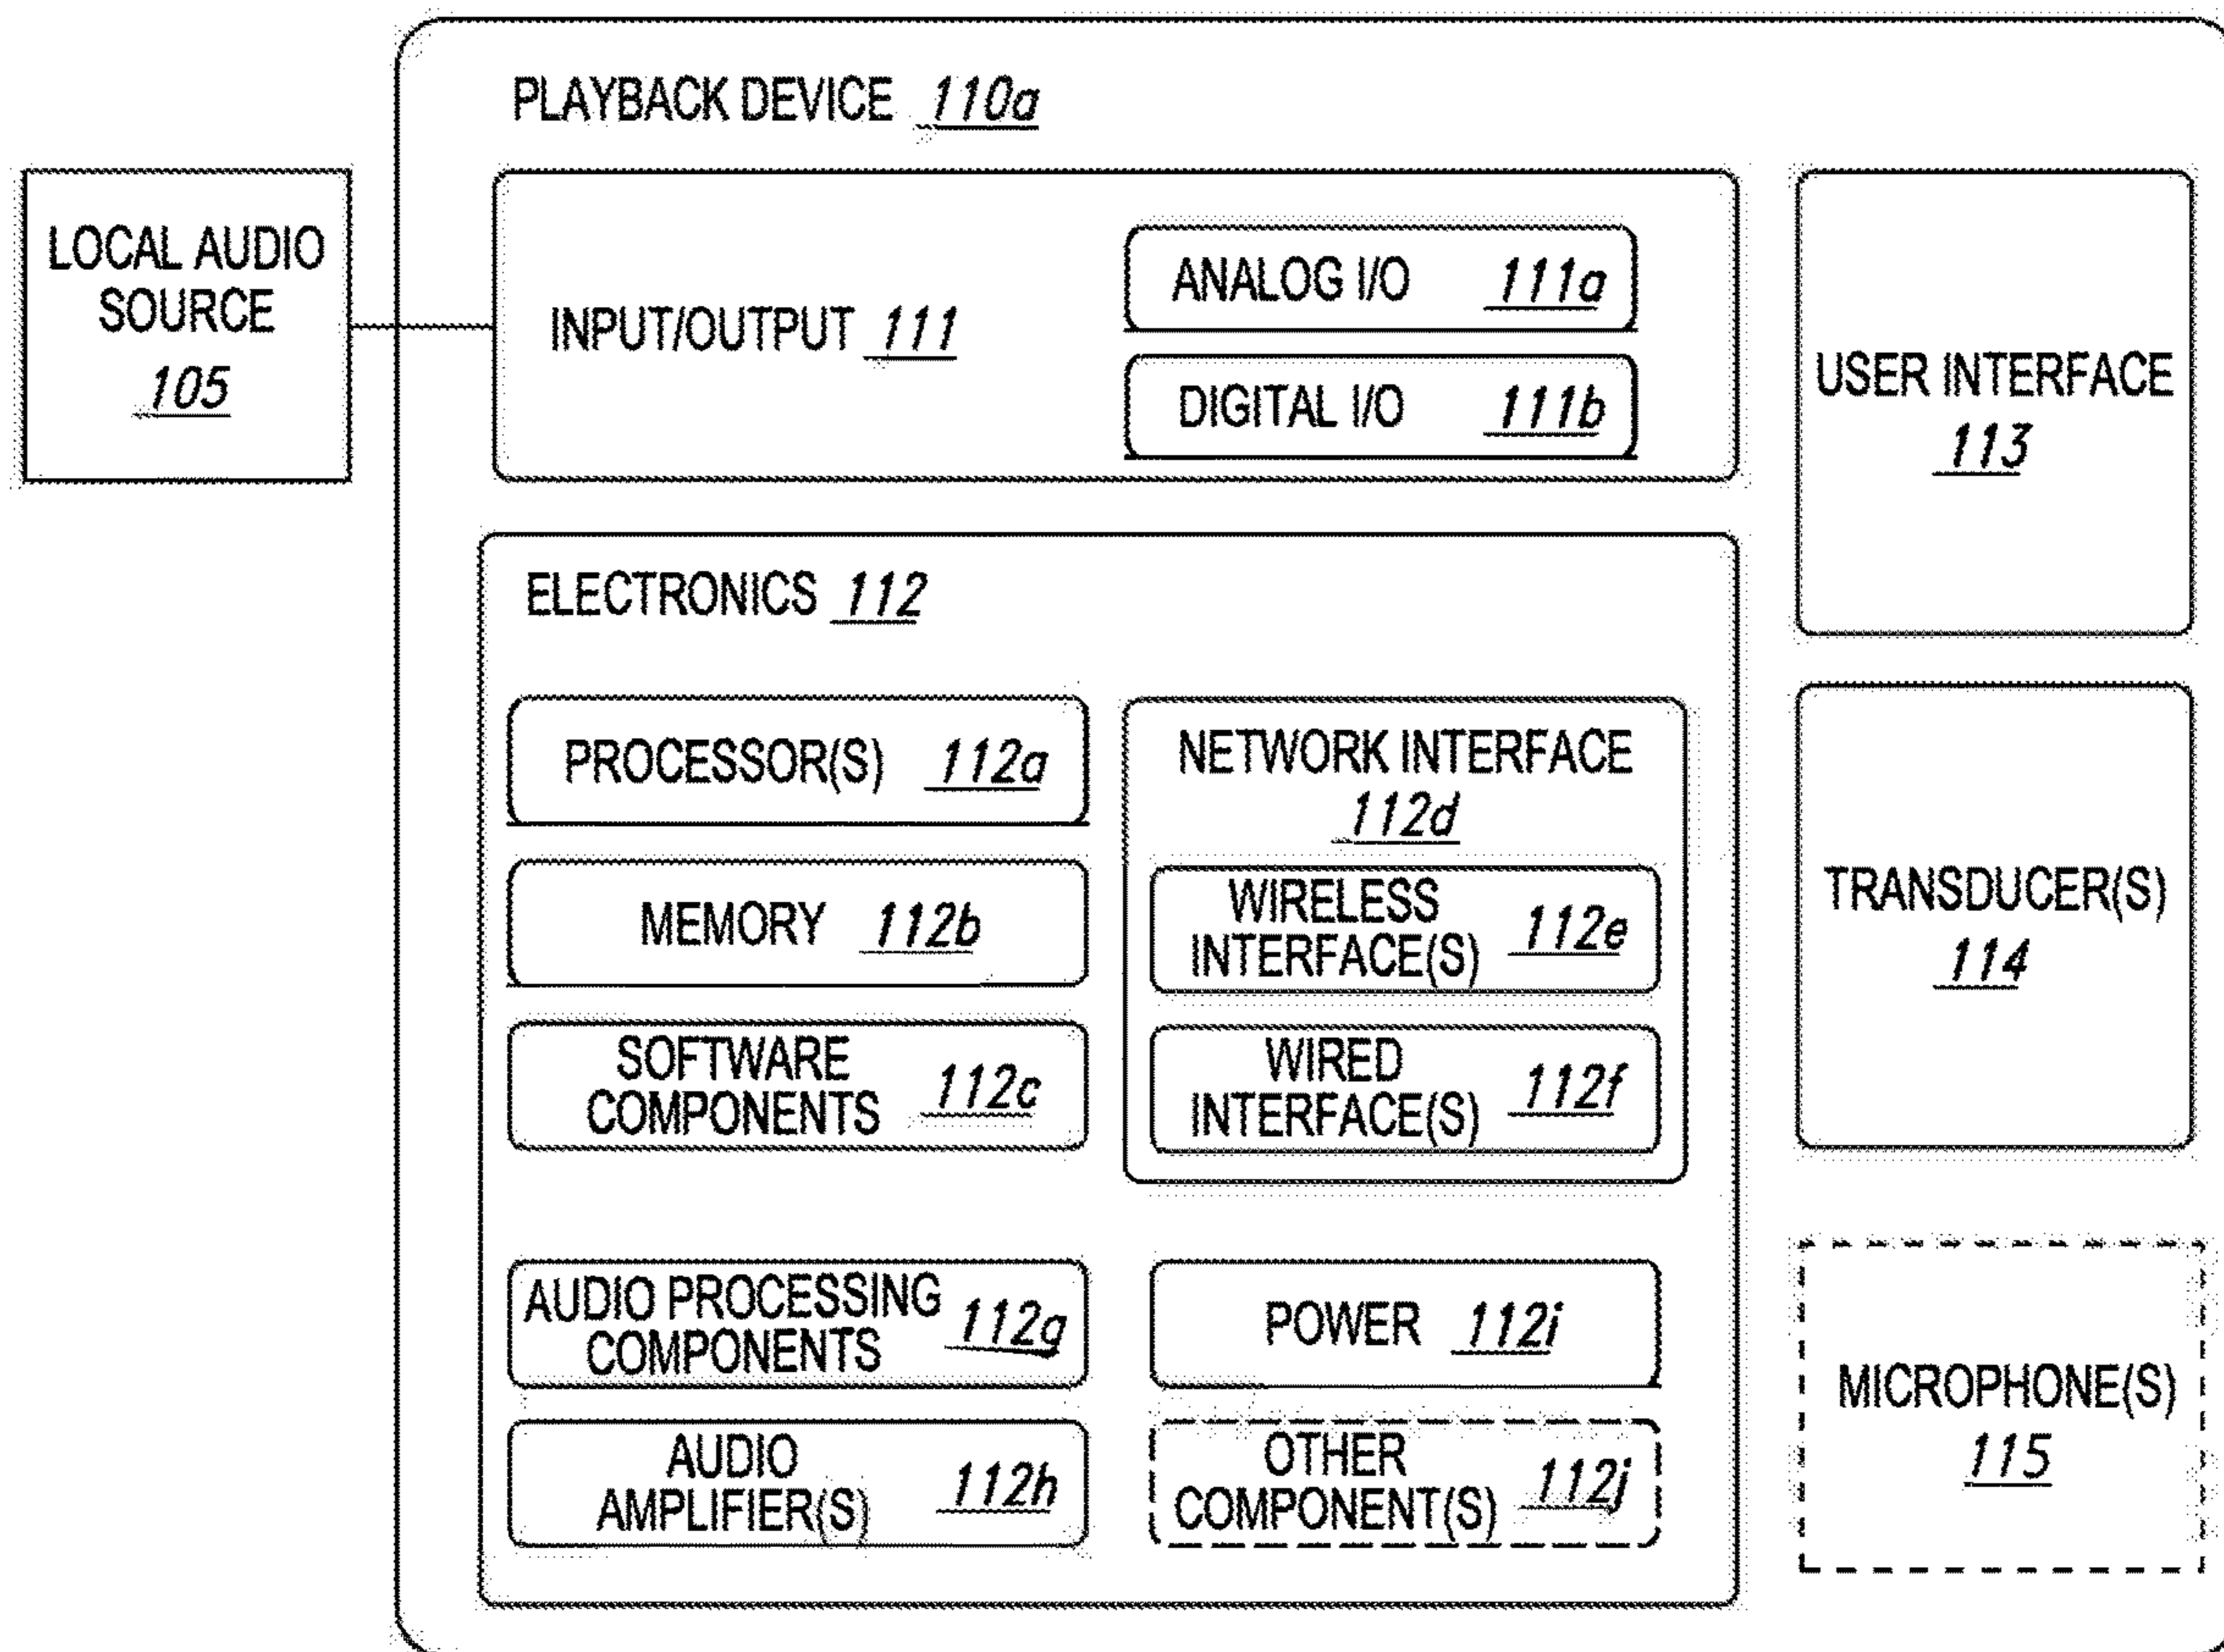 PLAYBACK DEVICE 110a
LOCAL AUDIO
SOURCE
105
INPUT/OUTPUT 111
ANALOG I/O 111a
DIGITAL I/O 111b
USER INTERFACE
113
ELECTRONICS 112
PROCESSOR(S) 112a
MEMORY 112b
SOFTWARE
COMPONENTS 112c
NETWORK INTERFACE
112d
WIRELESS
INTERFACE(S) 112e
WIRED
INTERFACE(S) 112f
TRANSDUCER(S)
114
AUDIO PROCESSING
COMPONENTS 112g
AUDIO
AMPLIFIER(S) 112h
POWER 112i
OTHER
COMPONENT(S) 112j
MICROPHONE(S)
115